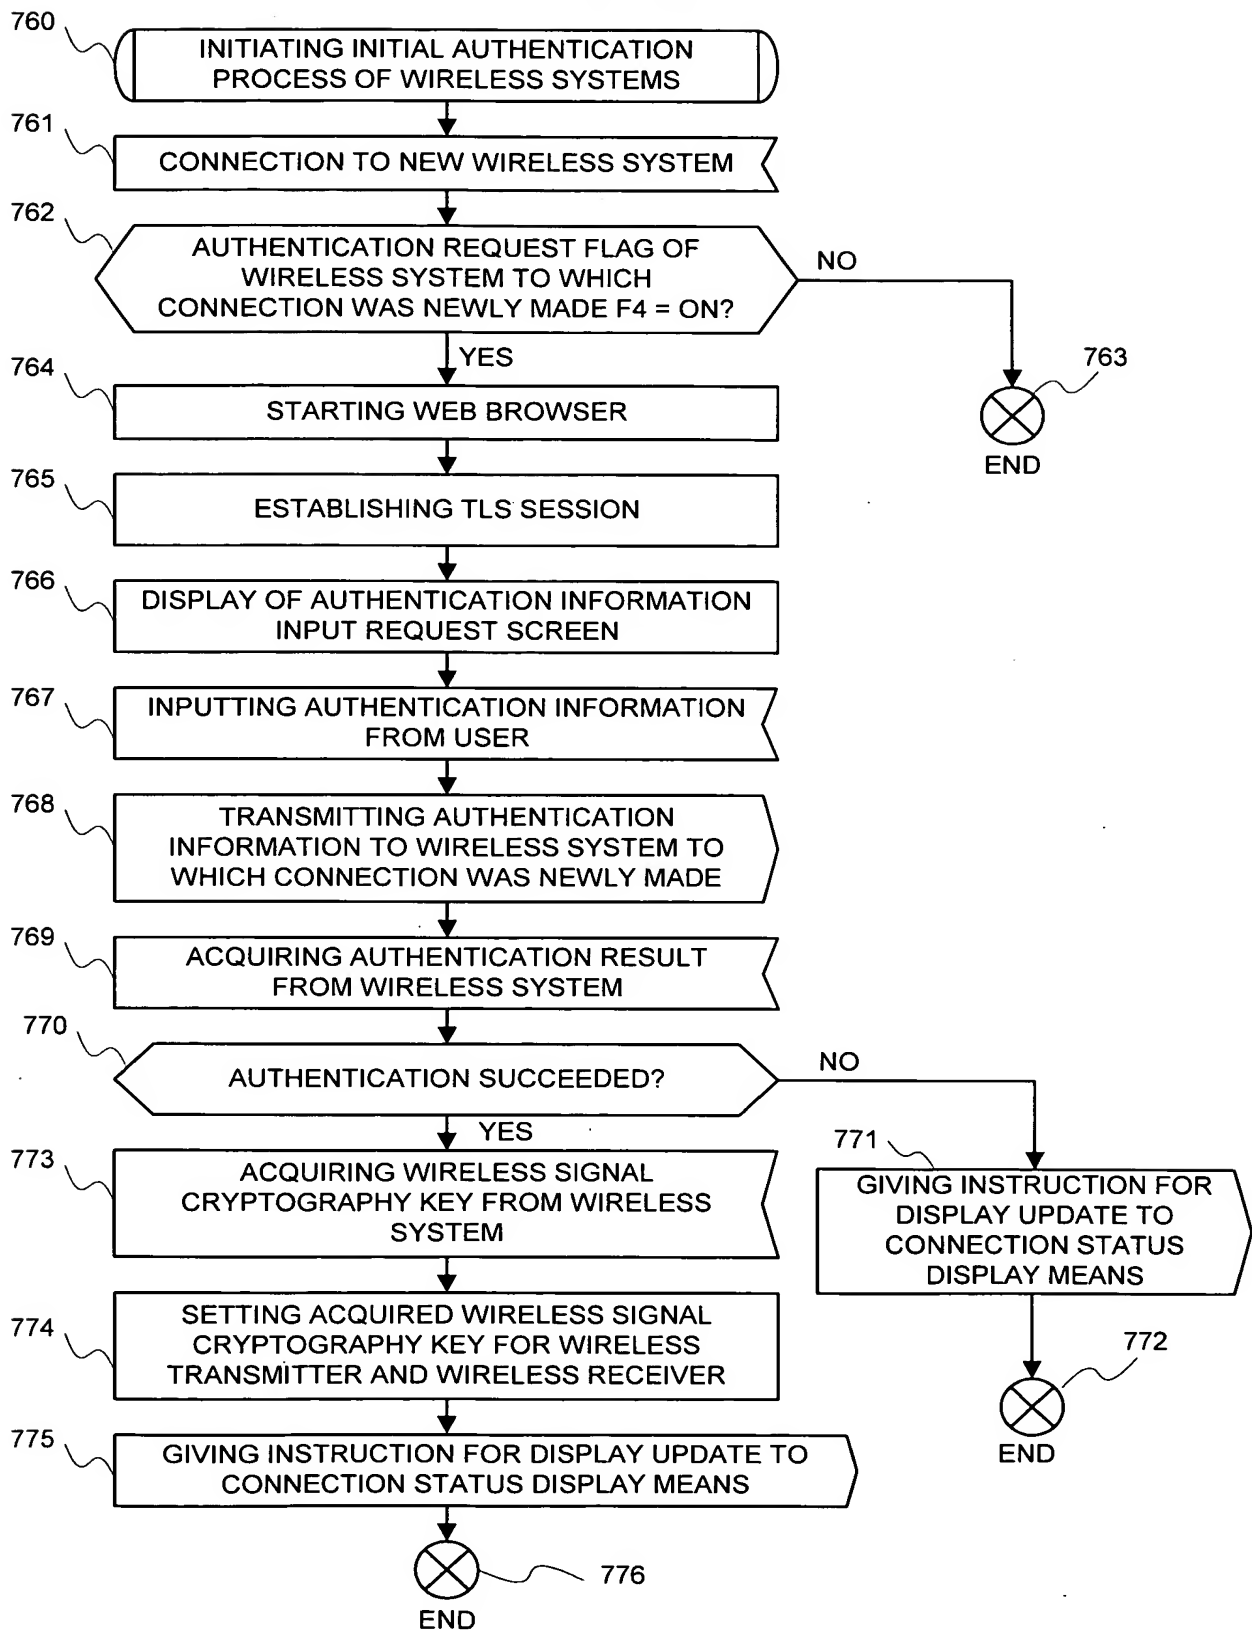 760
INITIATING INITIAL AUTHENTICATION
PROCESS OF WIRELESS SYSTEMS
761
CONNECTION TO NEW WIRELESS SYSTEM
762
AUTHENTICATION REQUEST FLAG OF
WIRELESS SYSTEM TO WHICH
CONNECTION WAS NEWLY MADE F4 = ON?
NO
YES
763
END
764
STARTING WEB BROWSER
765
ESTABLISHING TLS SESSION
766
DISPLAY OF AUTHENTICATION INFORMATION
INPUT REQUEST SCREEN
767
INPUTTING AUTHENTICATION INFORMATION
FROM USER
768
TRANSMITTING AUTHENTICATION
INFORMATION TO WIRELESS SYSTEM TO
WHICH CONNECTION WAS NEWLY MADE
769
ACQUIRING AUTHENTICATION RESULT
FROM WIRELESS SYSTEM
770
AUTHENTICATION SUCCEEDED?
NO
YES
771
GIVING INSTRUCTION FOR
DISPLAY UPDATE TO
CONNECTION STATUS
DISPLAY MEANS
772
END
773
ACQUIRING WIRELESS SIGNAL
CRYPTOGRAPHY KEY FROM WIRELESS
SYSTEM
774
SETTING ACQUIRED WIRELESS SIGNAL
CRYPTOGRAPHY KEY FOR WIRELESS
TRANSMITTER AND WIRELESS RECEIVER
775
GIVING INSTRUCTION FOR DISPLAY UPDATE TO
CONNECTION STATUS DISPLAY MEANS
776
END